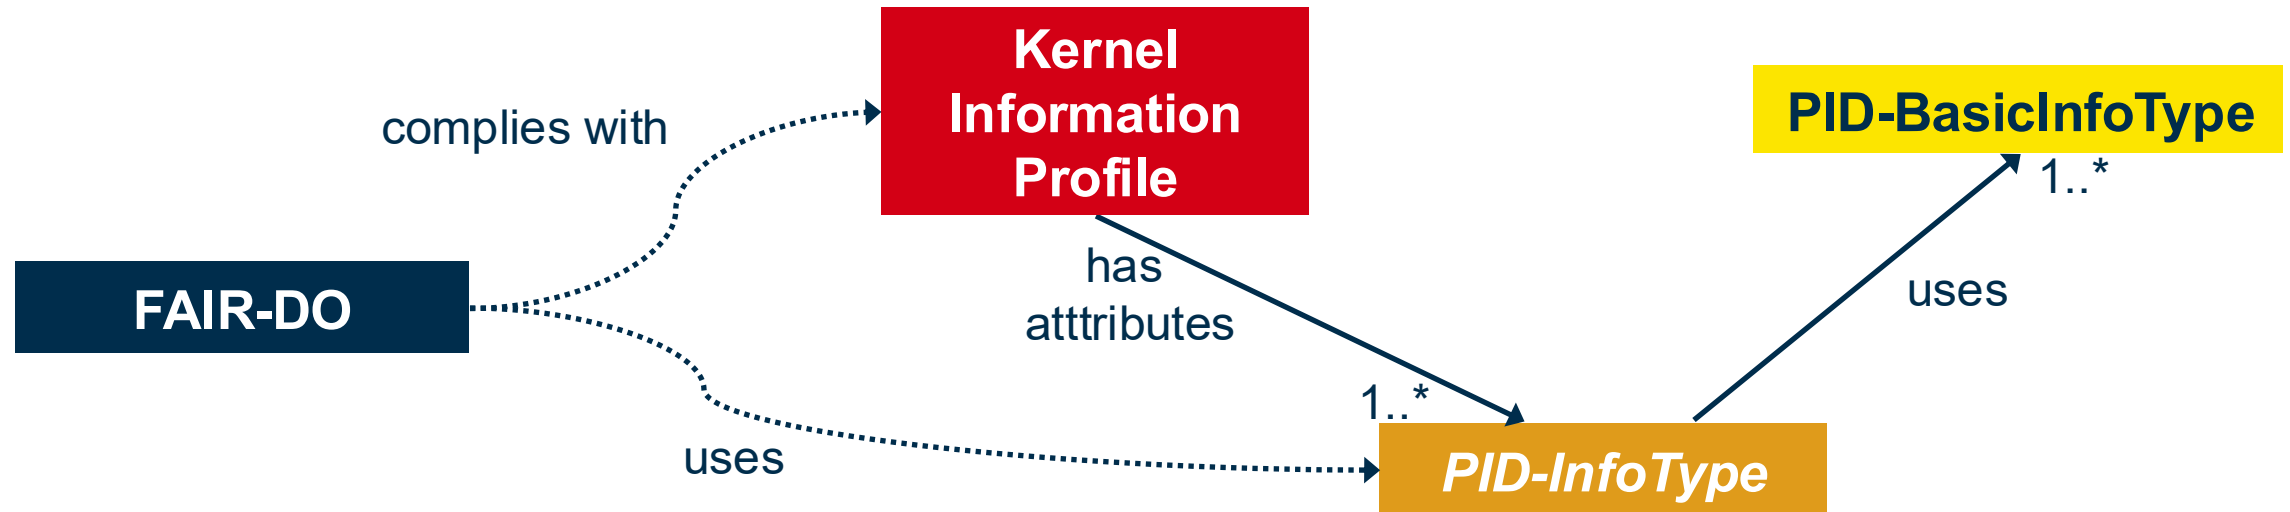 Kernel
Information
Profile
PID-BasicInfoType
complies with
1..*
has
atttributes
uses
FAIR-DO
1..*
uses
PID-InfoType